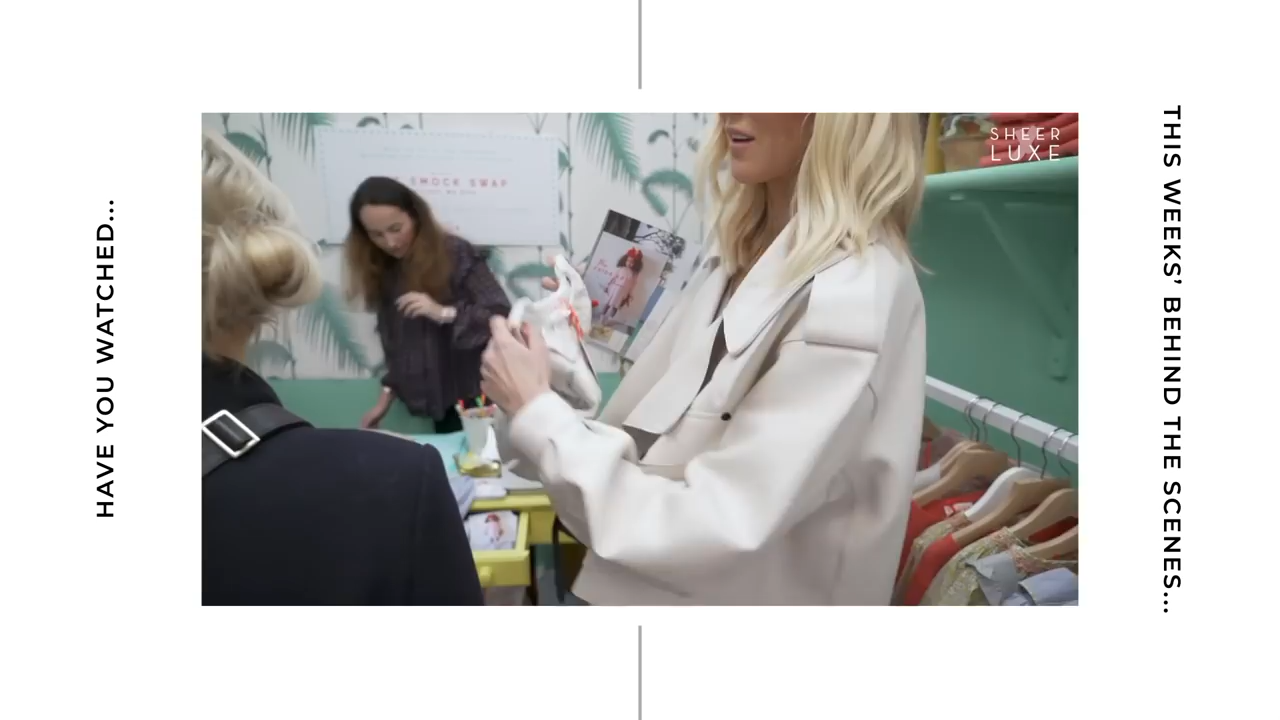 HAVE YOU WATCHED...
SHEER
LUXE
SMOCK SWAP
THIS WEEKS' BEHIND THE SCENES...